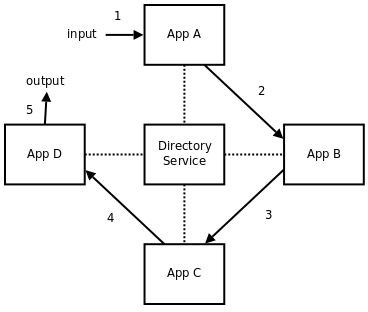 1
input
App A
output
2
5
App D
Directory
Service
App B
4
3
App C